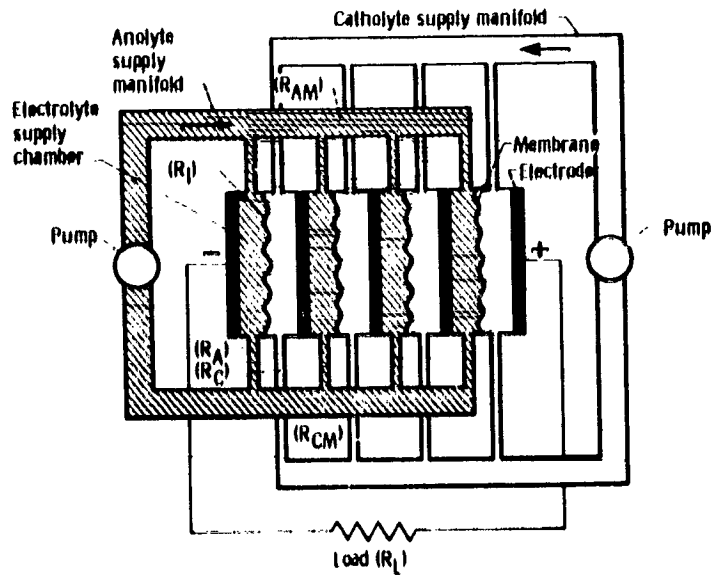 Catholyte supply manifold
Anolyte
supply
manifold
(R_AM)
Electrolyte
supply
chamber
Membrane
Electrode
(R_I)
Pump
−
+
Pump
(R_A)
(R_C)
(R_CM)
Load (R_L)